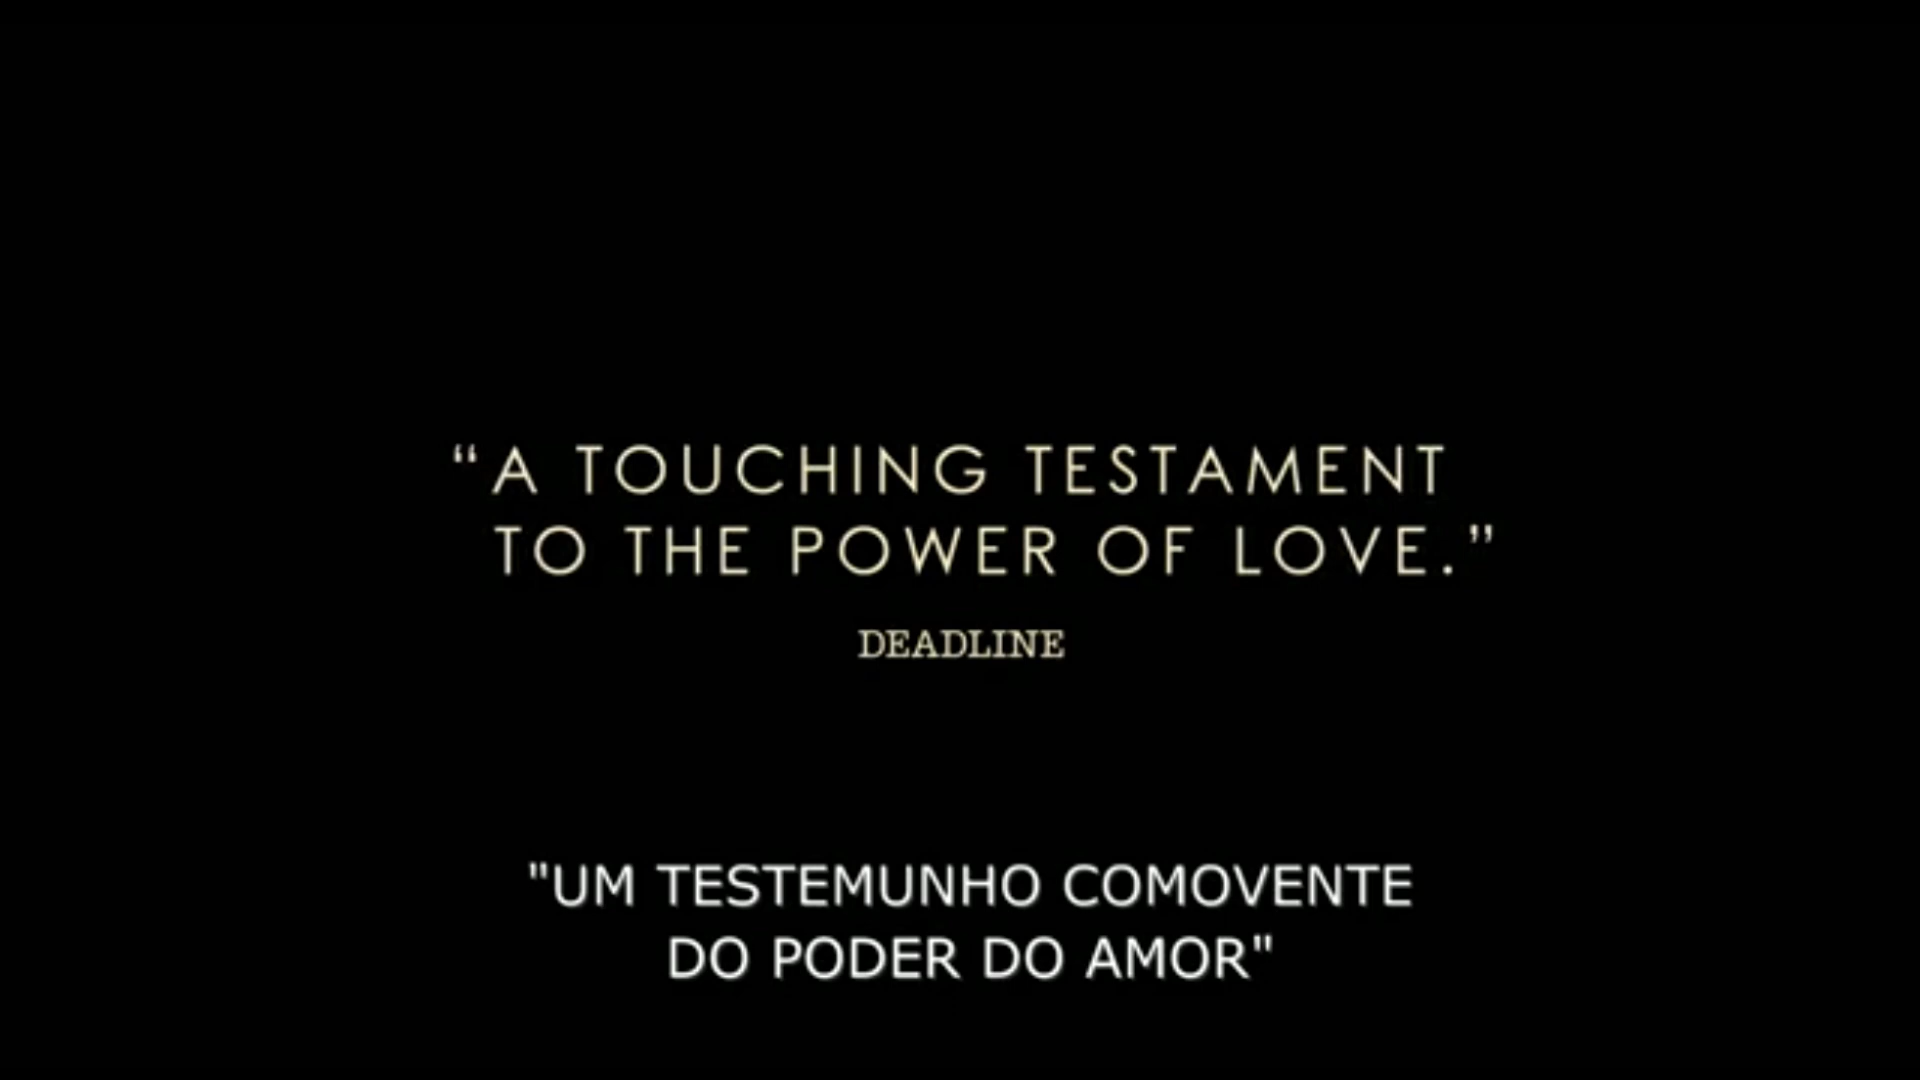 “A TOUCHING TESTAMENT
TO THE POWER OF LOVE.”
DEADLINE
"UM TESTEMUNHO COMOVENTE
DO PODER DO AMOR"